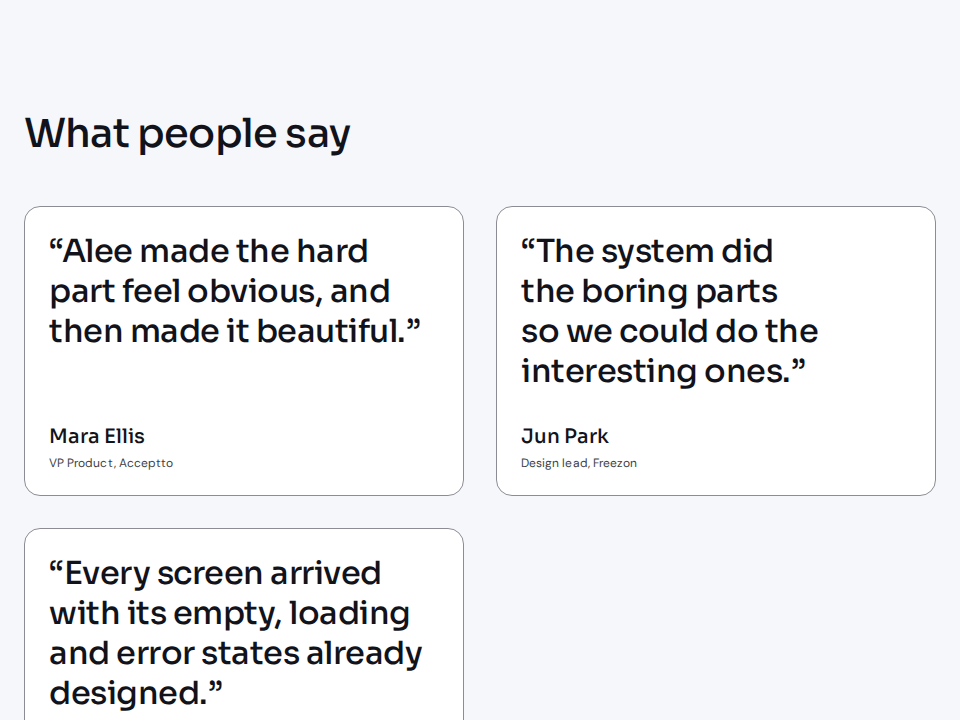 What people say
“Alee made the hard
part feel obvious, and
then made it beautiful.”
Mara Ellis
VP Product, Acceptto
“The system did
the boring parts
so we could do the
interesting ones.”
Jun Park
Design lead, Freezon
“Every screen arrived
with its empty, loading
and error states already
designed.”